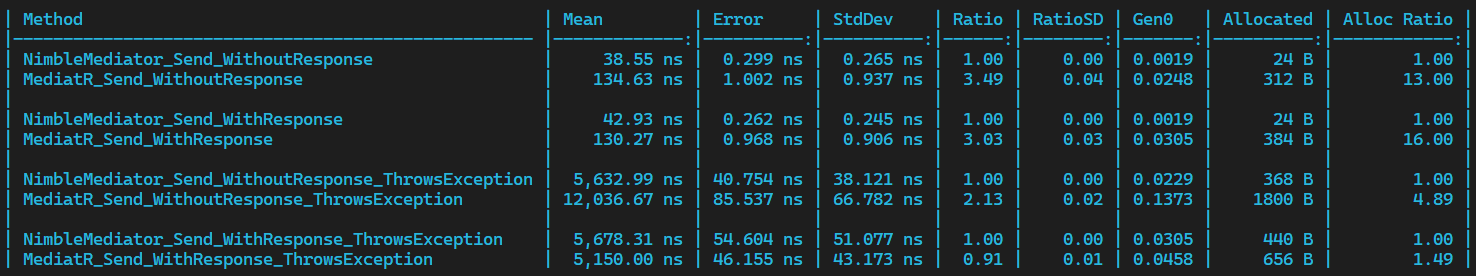 | Method | Mean | Error | StdDev | Ratio | RatioSD | Gen0 | Allocated | Alloc Ratio |
|---------------------------------------------------- |-------------:|----------:|----------:|------:|--------:|-------:|----------:|------------:|
| NimbleMediator_Send_WithoutResponse | 38.55 ns | 0.299 ns | 0.265 ns | 1.00 | 0.00 | 0.0019 | 24 B | 1.00 |
| MediatR_Send_WithoutResponse | 134.63 ns | 1.002 ns | 0.937 ns | 3.49 | 0.04 | 0.0248 | 312 B | 13.00 |
| | | | | | | | | |
| NimbleMediator_Send_WithResponse | 42.93 ns | 0.262 ns | 0.245 ns | 1.00 | 0.00 | 0.0019 | 24 B | 1.00 |
| MediatR_Send_WithResponse | 130.27 ns | 0.968 ns | 0.906 ns | 3.03 | 0.03 | 0.0305 | 384 B | 16.00 |
| | | | | | | | | |
| NimbleMediator_Send_WithoutResponse_ThrowsException | 5,632.99 ns | 40.754 ns | 38.121 ns | 1.00 | 0.00 | 0.0229 | 368 B | 1.00 |
| MediatR_Send_WithoutResponse_ThrowsException | 12,036.67 ns | 85.537 ns | 66.782 ns | 2.13 | 0.02 | 0.1373 | 1800 B | 4.89 |
| | | | | | | | | |
| NimbleMediator_Send_WithResponse_ThrowsException | 5,678.31 ns | 54.604 ns | 51.077 ns | 1.00 | 0.00 | 0.0305 | 440 B | 1.00 |
| MediatR_Send_WithResponse_ThrowsException | 5,150.00 ns | 46.155 ns | 43.173 ns | 0.91 | 0.01 | 0.0458 | 656 B | 1.49 |